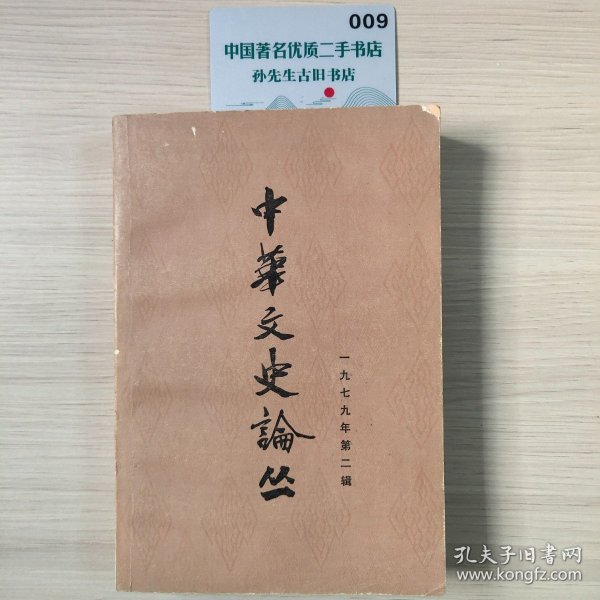 009
中国著名优质二手书店
孙先生古旧书店
中華文史論丛
一九七九年第二辑
孔夫子旧书网
www.kongfz.com